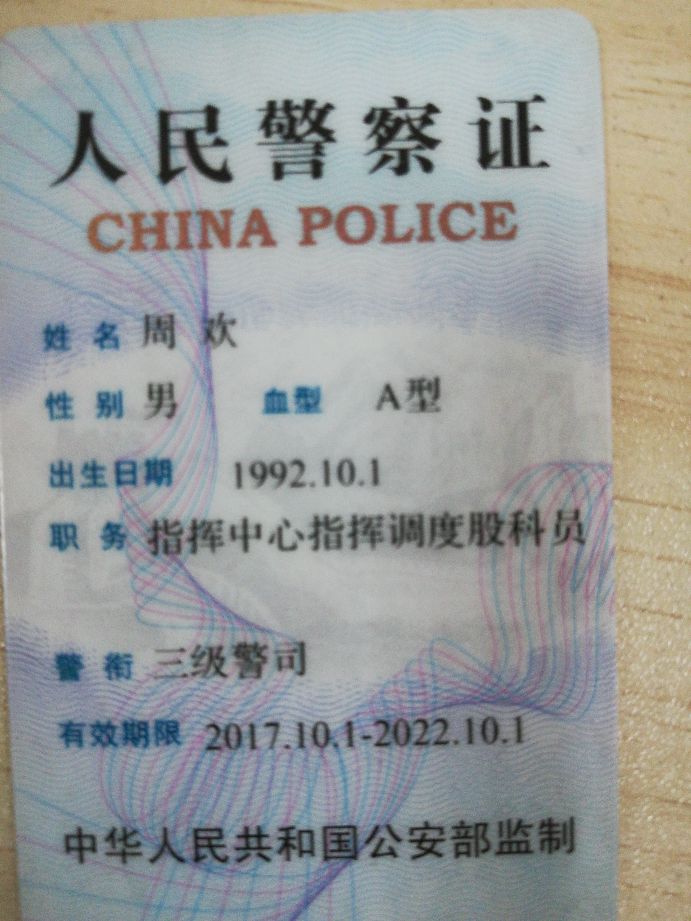 人民警察证
CHINA POLICE
姓名 周欢
性别 男 血型 A型
出生日期 1992.10.1
职务 指挥中心指挥调度股科员
警衔 三级警司
有效期限 2017.10.1-2022.10.1
中华人民共和国公安部监制